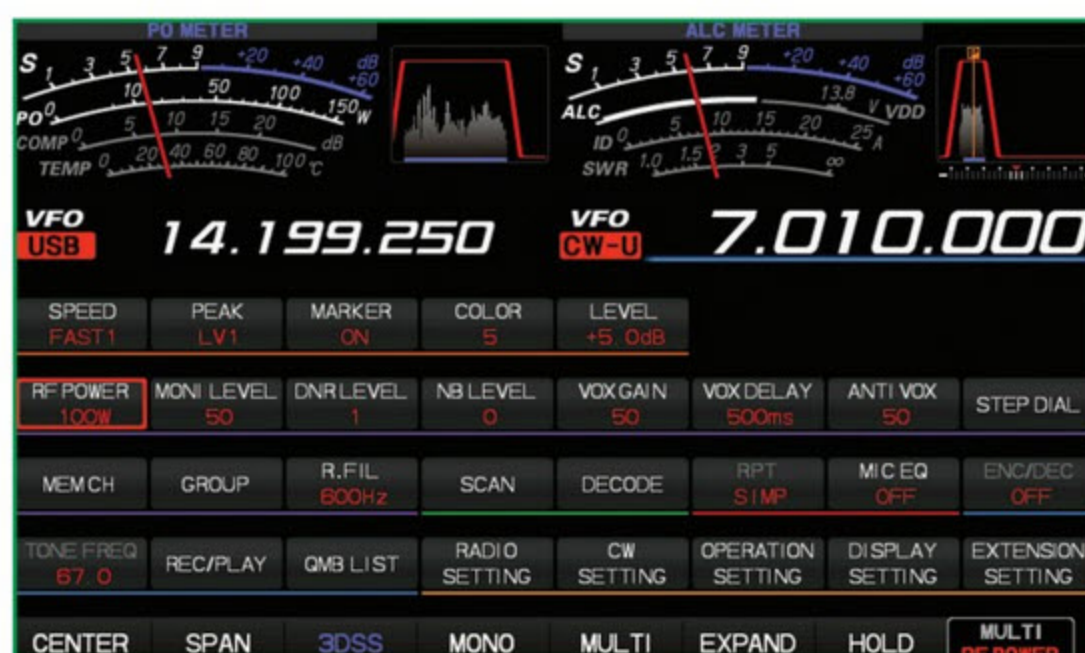 PO METER
S 1 3 5 7 9 +20 +40 +60 dB
PO 0 10 50 100 150 W
COMP 0 5 10 15 20 dB
TEMP 0 20 40 60 80 100 °C
ALC METER
S 1 3 5 7 9 +20 +40 +60 dB
ALC 13.8 V VDD
ID 0 5 10 15 20 25 A
SWR 1.0 1.5 2 3 5 ∞
P
VFO
USB
14.199.250
VFO
CW-U
7.010.000
SPEED PEAK MARKER COLOR LEVEL
FAST1 LV1 ON 5 +5.0dB
RF POWER MONI LEVEL DNR LEVEL NB LEVEL VOX GAIN VOX DELAY ANTI VOX STEP DIAL
100W 50 1 0 50 500ms 50
MEM CH GROUP R.FIL SCAN DECODE RPT MIC EQ ENC/DEC
600Hz SIMP OFF OFF
TONE FREQ REC/PLAY QMB LIST RADIO CW OPERATION DISPLAY EXTENSION
67.0 SETTING SETTING SETTING SETTING SETTING
CENTER SPAN 3DSS MONO MULTI EXPAND HOLD MULTI
RF POWER